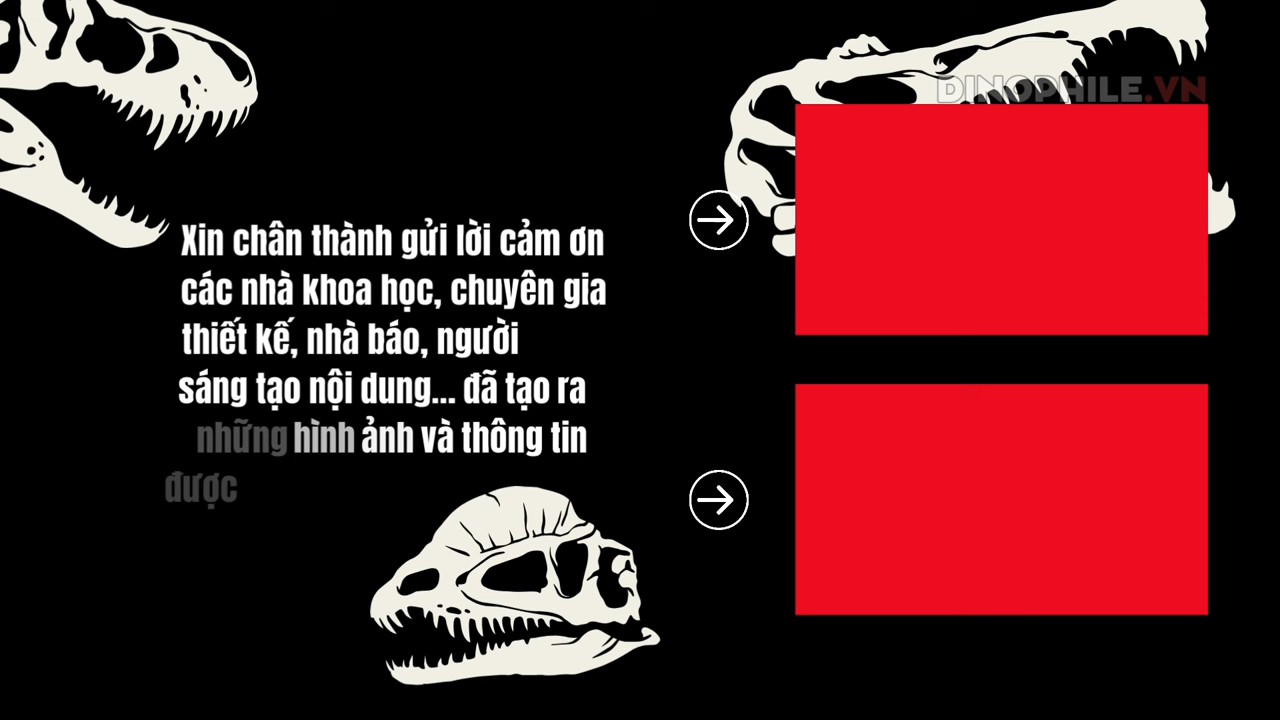 DINOPHILE.VN
Xin chân thành gửi lời cảm ơn
các nhà khoa học, chuyên gia
thiết kế, nhà báo, người
sáng tạo nội dung... đã tạo ra
những hình ảnh và thông tin
được